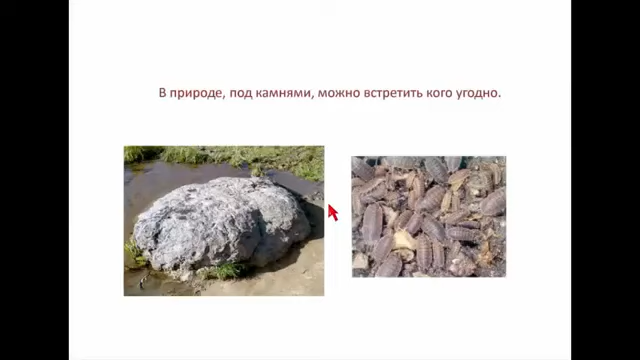 В природе, под камнями, можно встретить кого угодно.